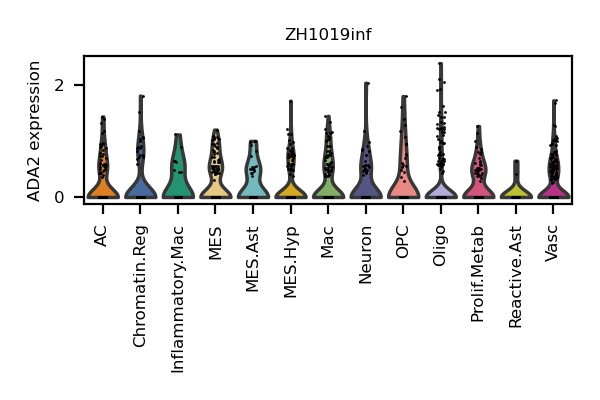 ZH1019inf
ADA2 expression
2
0
AC
Chromatin.Reg
Inflammatory.Mac
MES
MES.Ast
MES.Hyp
Mac
Neuron
OPC
Oligo
Prolif.Metab
Reactive.Ast
Vasc